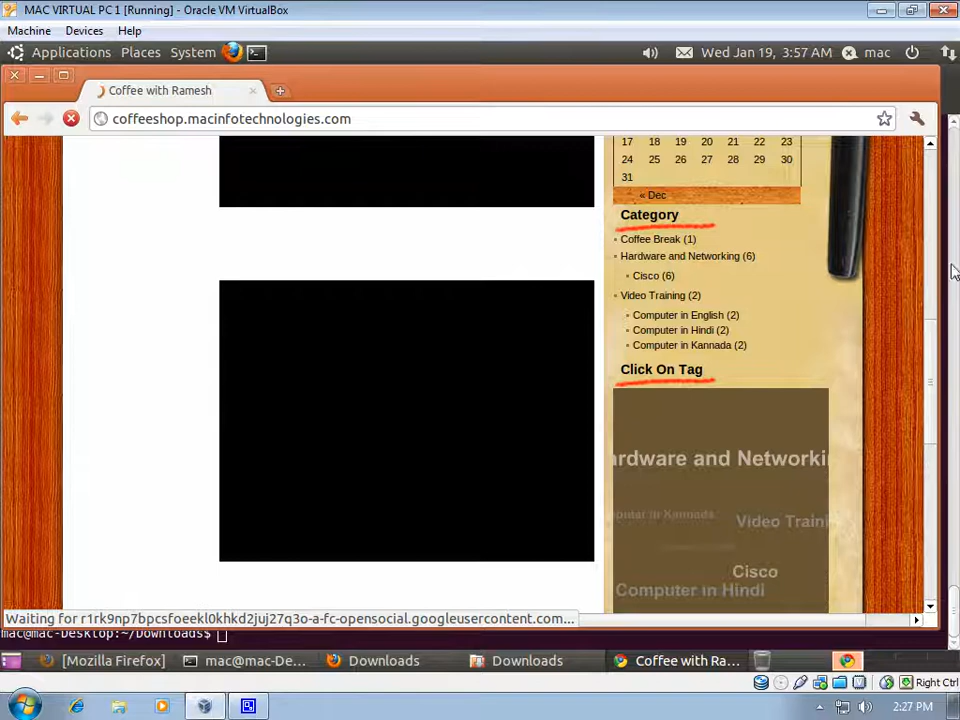 MAC VIRTUAL PC 1 [Running] - Oracle VM VirtualBox
Machine Devices Help
Applications Places System Wed Jan 19, 3:57 AM mac
Coffee with Ramesh
coffeeshop.macinfotechnologies.com
17 18 19 20 21 22 23
24 25 26 27 28 29 30
31
« Dec
Category
Coffee Break (1)
Hardware and Networking (6)
Cisco (6)
Video Training (2)
Computer in English (2)
Computer in Hindi (2)
Computer in Kannada (2)
Click On Tag
ardware and Networkin
puter in Kannada
Video Traini
Cisco
Computer in Hindi
Waiting for r1rk9np7bpcsfoeekl0khkd2juj27q3o-a-fc-opensocial.googleusercontent.com...
mac@mac-Desktop:~/Downloads$
[Mozilla Firefox] mac@mac-De... Downloads Downloads Coffee with Ra...
Right Ctrl
2:27 PM